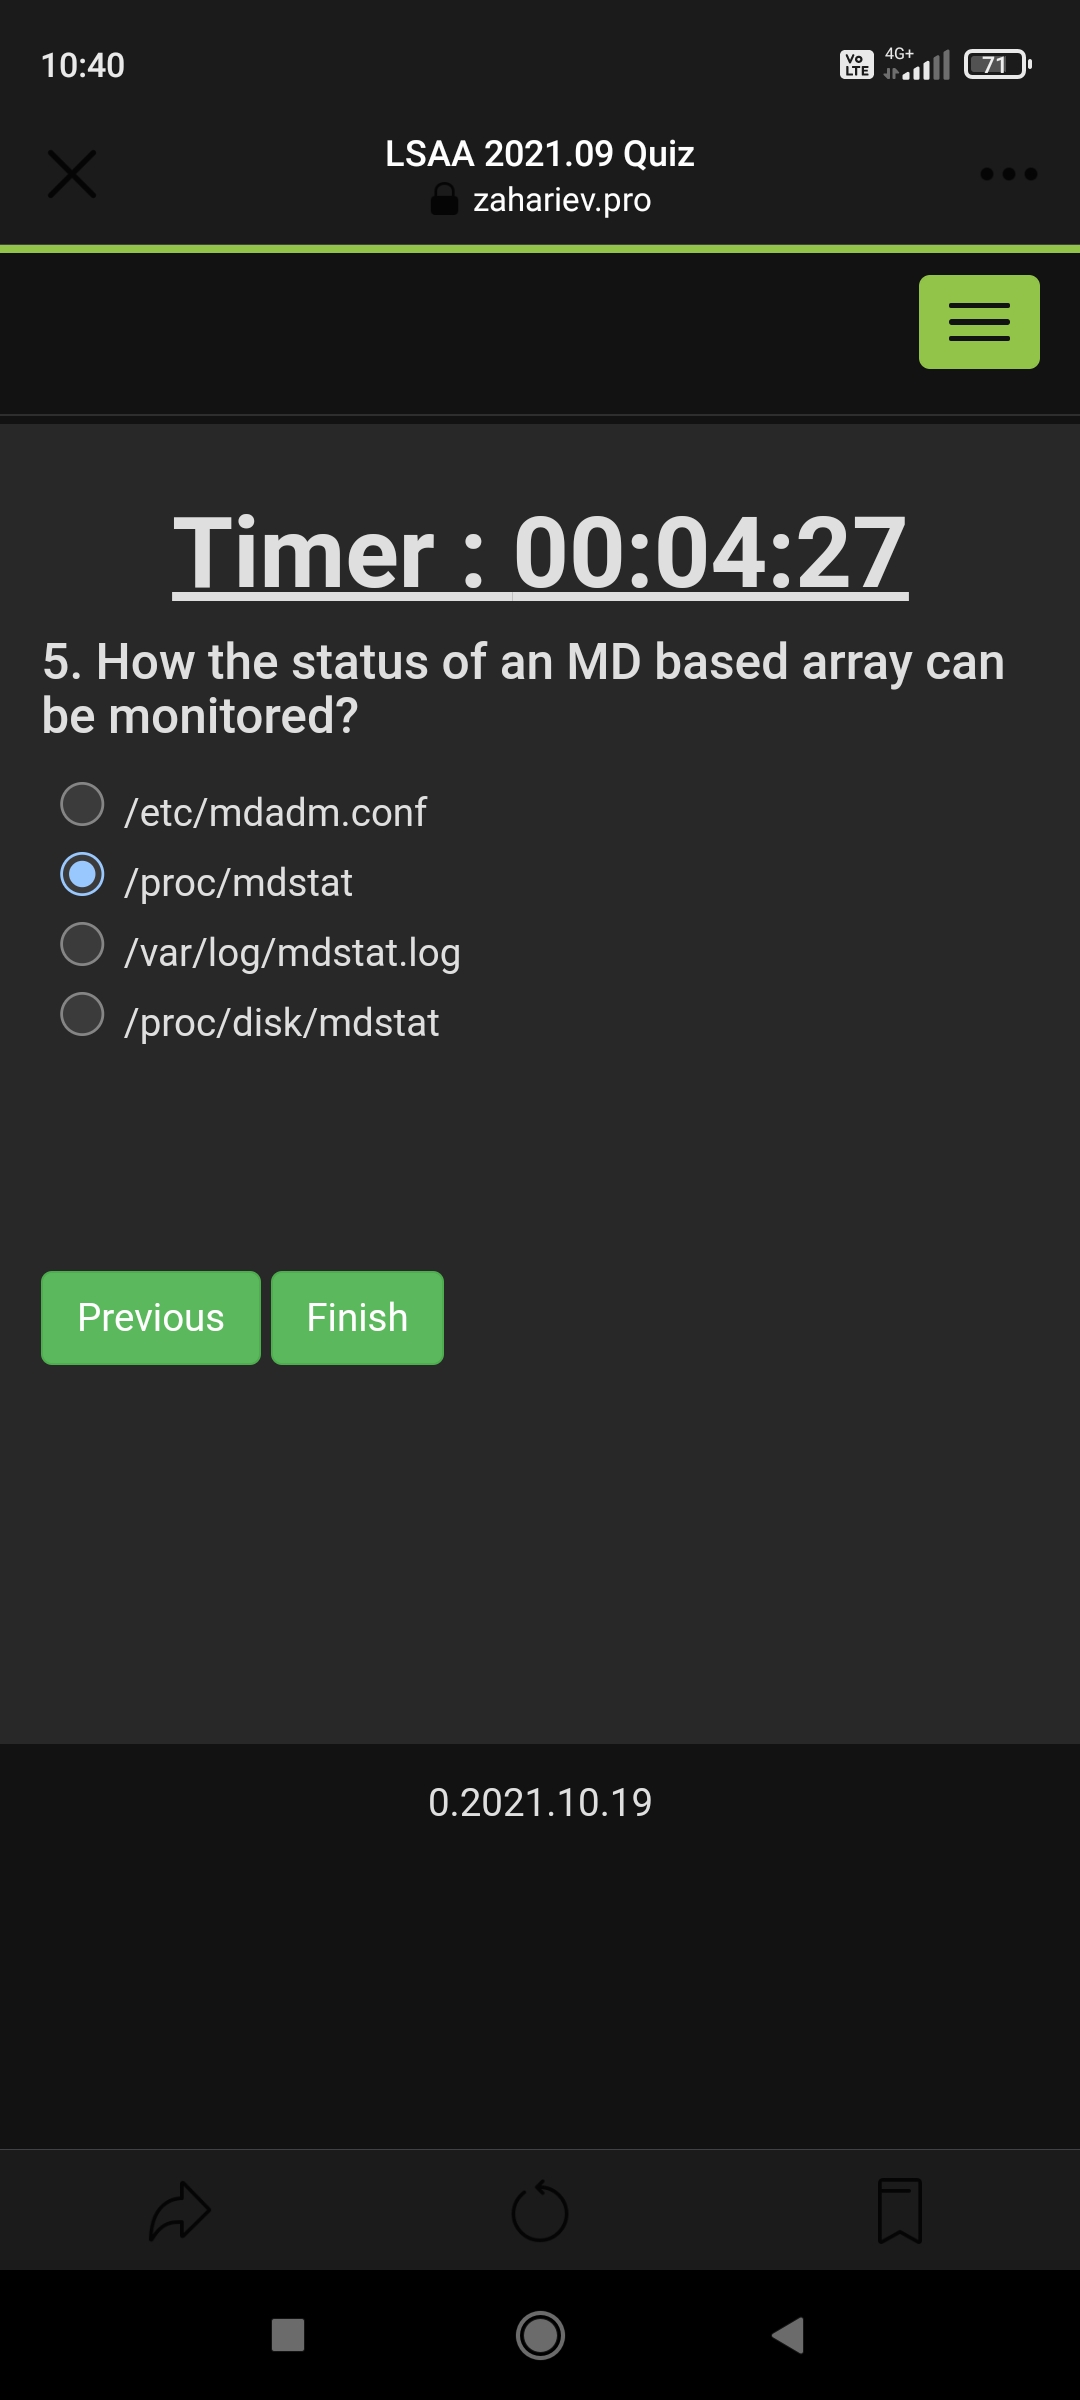 10:40
Vo LTE 4G+ 71
LSAA 2021.09 Quiz
zahariev.pro
Timer : 00:04:27
5. How the status of an MD based array can
be monitored?
/etc/mdadm.conf
/proc/mdstat
/var/log/mdstat.log
/proc/disk/mdstat
Previous Finish
0.2021.10.19